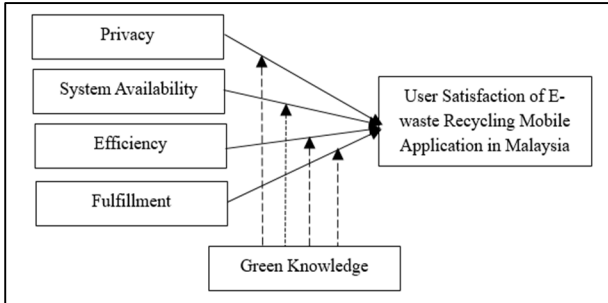 Privacy
System Availability
Efficiency
Fulfillment
User Satisfaction of E-
waste Recycling Mobile
Application in Malaysia
Green Knowledge